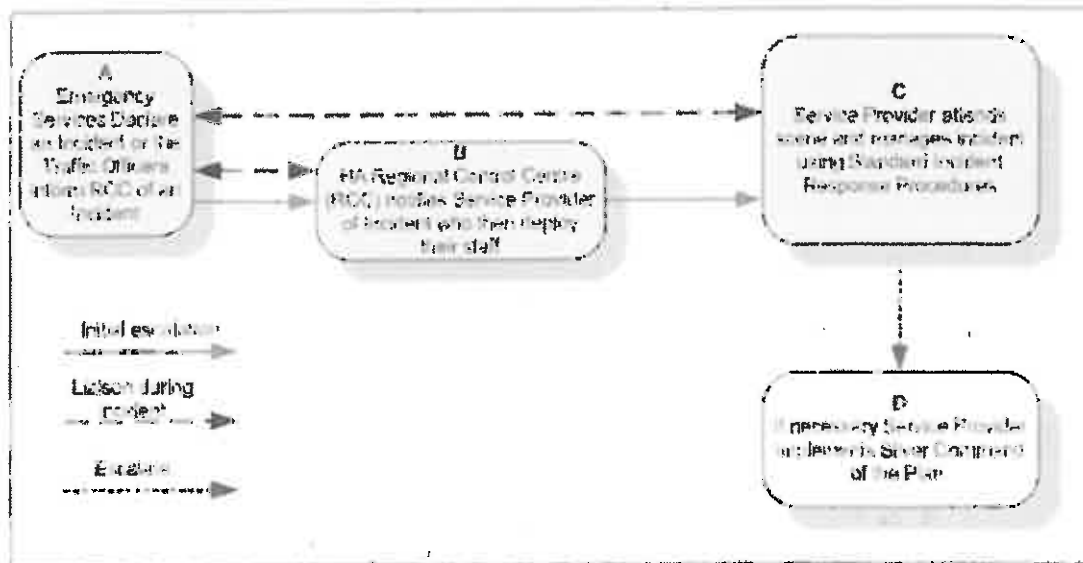 A
Emergency
Services Declare
an Incident or the
Traffic Officers
inform RCC of an
Incident
B
HA Regional Control Centre
(RCC) notifies Service Provider
of Incident who then deploy
their staff
C
Service Provider attends
scene and manages incident
using Standard Incident
Response Procedures
D
If necessary Service Provider
implements Silver Command
of the Plan
Initial escalation
Liaison during
incident
Escalate